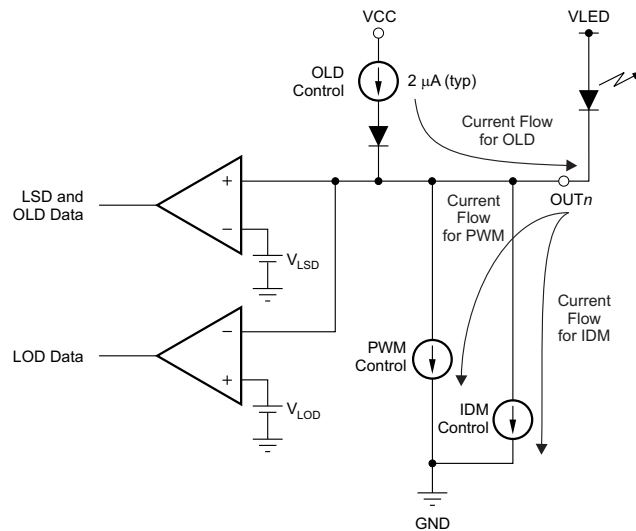 VCC
VLED
OLD
Control
2 μA (typ)
Current Flow
for OLD
+
−
LSD and
OLD Data
V_LSD
OUTn
Current
Flow
for PWM
Current
Flow
for IDM
−
+
LOD Data
V_LOD
PWM
Control
IDM
Control
GND